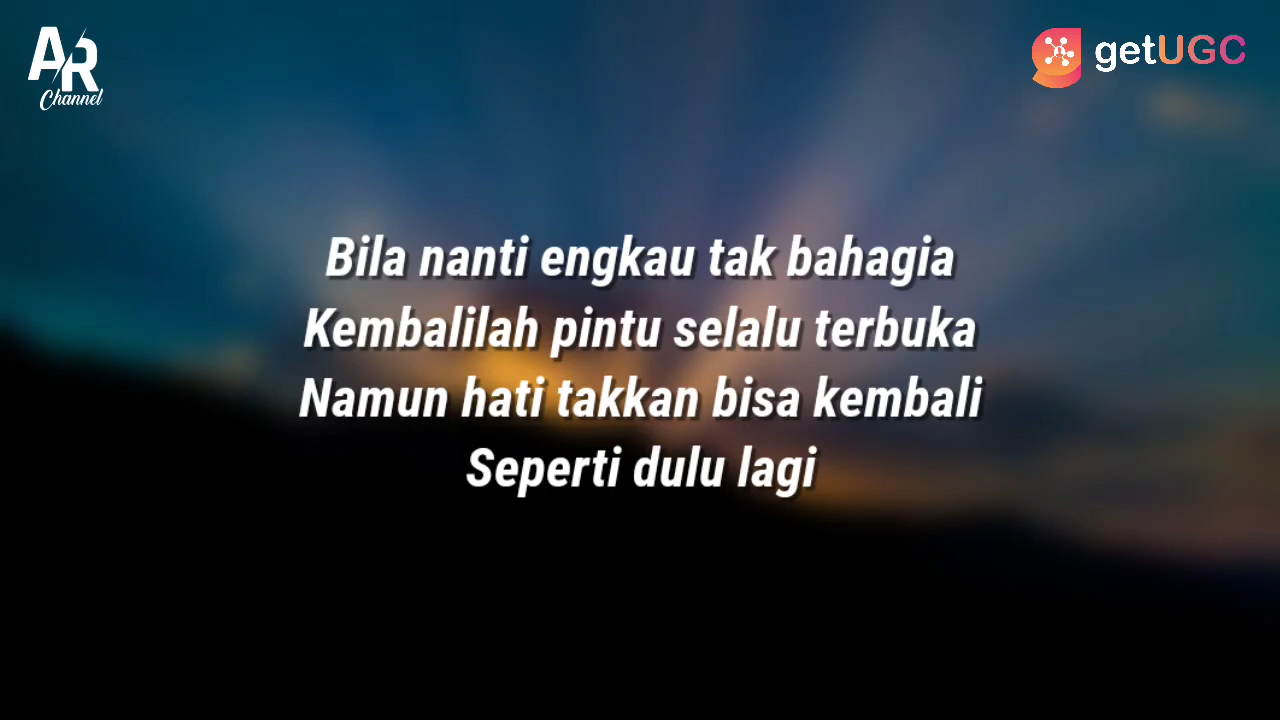 AR
Channel
getUGC
Bila nanti engkau tak bahagia
Kembalilah pintu selalu terbuka
Namun hati takkan bisa kembali
Seperti dulu lagi